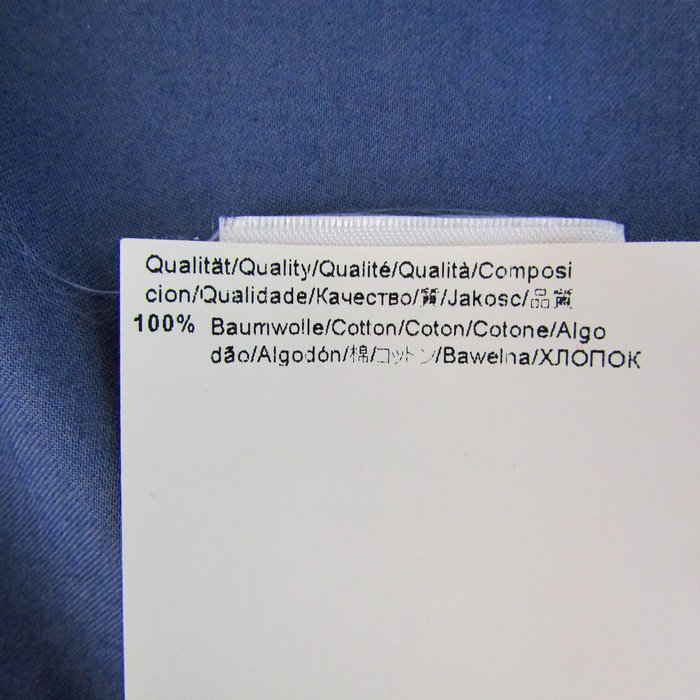 Qualität/Quality/Qualité/Qualità/Composi
cion/Qualidade/Качество/質/Jakosc/品質
100% Baumwolle/Cotton/Coton/Cotone/Algo
dão/Algodón/棉/コットン/Bawelna/ХЛОПОК